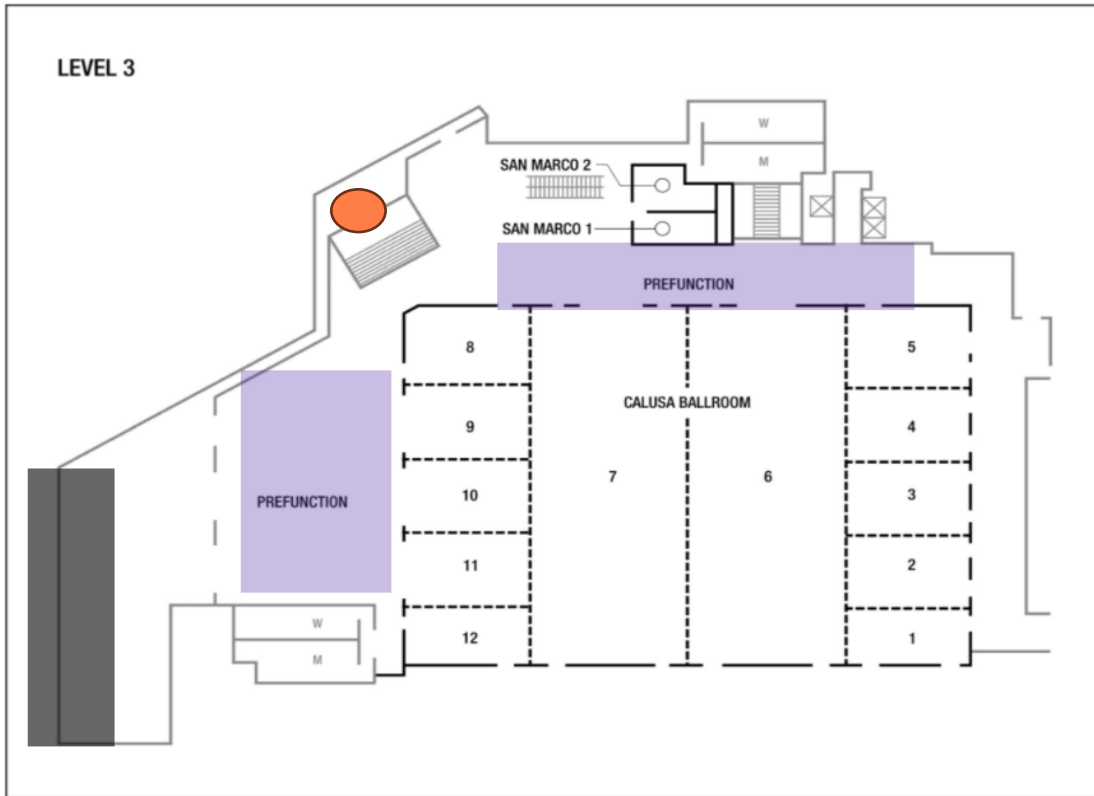 LEVEL 3
W
M
SAN MARCO 2
SAN MARCO 1
PREFUNCTION
8
5
CALUSA BALLROOM
9
4
7
6
10
3
PREFUNCTION
11
2
W
12
1
M